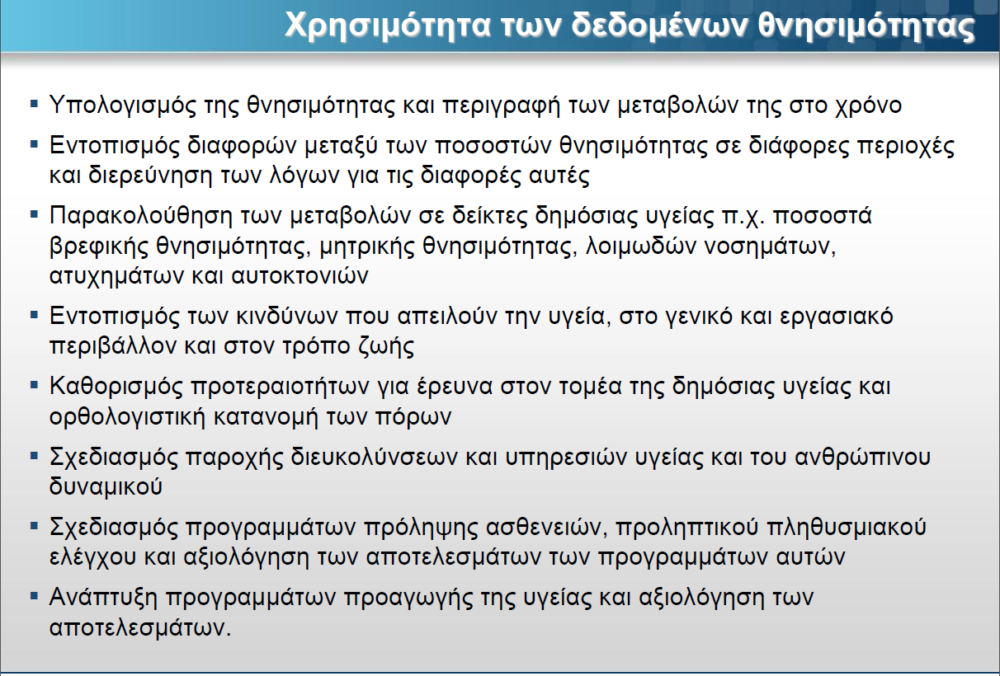 Χρησιμότητα των δεδομένων θνησιμότητας
▪ Υπολογισμός της θνησιμότητας και περιγραφή των μεταβολών της στο χρόνο
▪ Εντοπισμός διαφορών μεταξύ των ποσοστών θνησιμότητας σε διάφορες περιοχές
και διερεύνηση των λόγων για τις διαφορές αυτές
▪ Παρακολούθηση των μεταβολών σε δείκτες δημόσιας υγείας π.χ. ποσοστά
βρεφικής θνησιμότητας, μητρικής θνησιμότητας, λοιμωδών νοσημάτων,
ατυχημάτων και αυτοκτονιών
▪ Εντοπισμός των κινδύνων που απειλούν την υγεία, στο γενικό και εργασιακό
περιβάλλον και στον τρόπο ζωής
▪ Καθορισμός προτεραιοτήτων για έρευνα στον τομέα της δημόσιας υγείας και
ορθολογιστική κατανομή των πόρων
▪ Σχεδιασμός παροχής διευκολύνσεων και υπηρεσιών υγείας και του ανθρώπινου
δυναμικού
▪ Σχεδιασμός προγραμμάτων πρόληψης ασθενειών, προληπτικού πληθυσμιακού
ελέγχου και αξιολόγηση των αποτελεσμάτων των προγραμμάτων αυτών
▪ Ανάπτυξη προγραμμάτων προαγωγής της υγείας και αξιολόγηση των
αποτελεσμάτων.